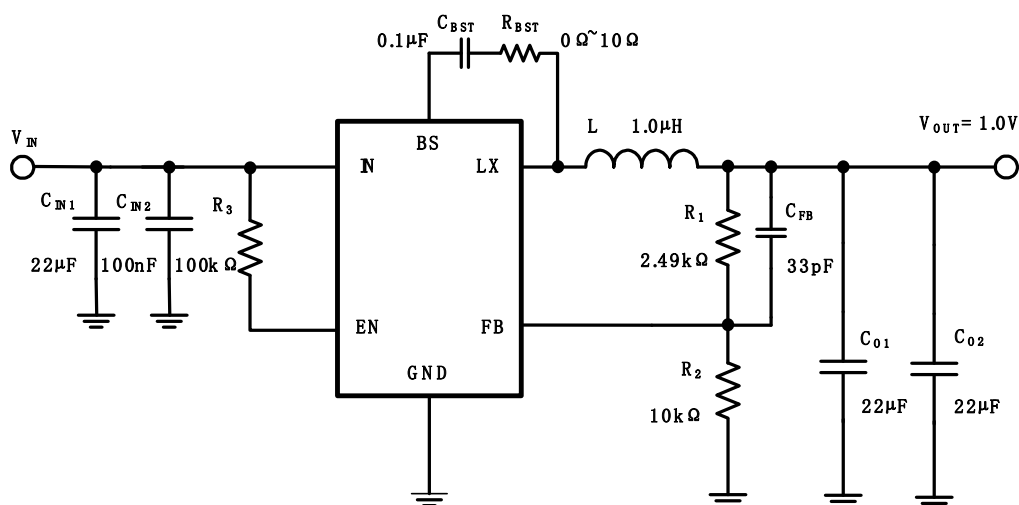 C_BST R_BST
0.1μF 0Ω~10Ω
L 1.0μH
V_OUT= 1.0V
V_IN
BS
IN LX
C_IN1 C_IN2 R_3
22μF 100nF 100kΩ
R_1 C_FB
2.49kΩ 33pF
EN FB
GND
R_2
10kΩ
C_O1 C_O2
22μF 22μF